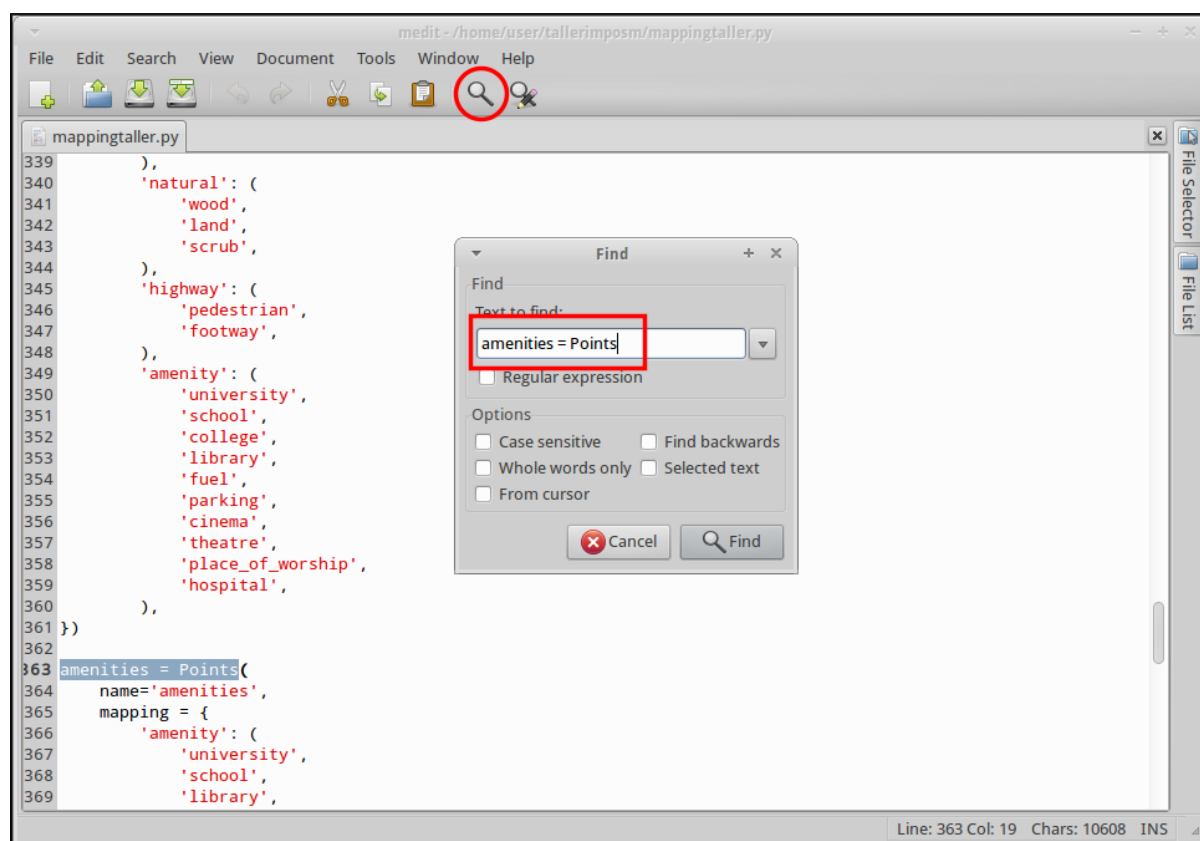 medit - /home/user/tallerimposm/mappingtaller.py
File Edit Search View Document Tools Window Help
mappingtaller.py
339 ),
340 'natural': (
341 'wood',
342 'land',
343 'scrub',
344 ),
345 'highway': (
346 'pedestrian',
347 'footway',
348 ),
349 'amenity': (
350 'university',
351 'school',
352 'college',
353 'library',
354 'fuel',
355 'parking',
356 'cinema',
357 'theatre',
358 'place_of_worship',
359 'hospital',
360 ),
361 })
362
363 amenities = Points(
364 name='amenities',
365 mapping = {
366 'amenity': (
367 'university',
368 'school',
369 'library',
Find
Find
Text to find:
amenities = Points
Regular expression
Options
Case sensitive Find backwards
Whole words only Selected text
From cursor
Cancel Find
File Selector
File List
Line: 363 Col: 19 Chars: 10608 INS